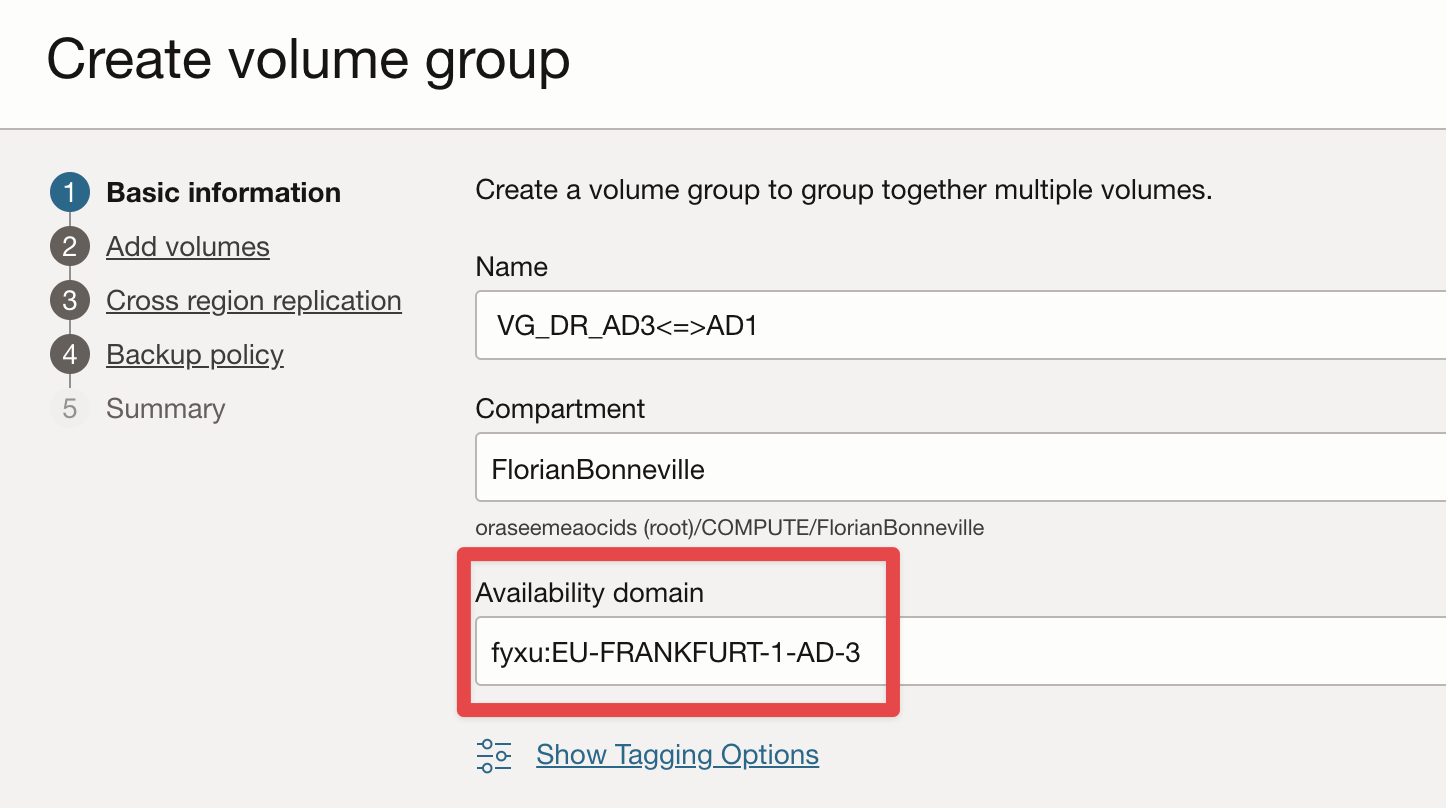 Create volume group
1 Basic information
2 Add volumes
3 Cross region replication
4 Backup policy
5 Summary
Create a volume group to group together multiple volumes.
Name
VG_DR_AD3<=>AD1
Compartment
FlorianBonneville
oraseemeaocids (root)/COMPUTE/FlorianBonneville
Availability domain
fyxu:EU-FRANKFURT-1-AD-3
Show Tagging Options